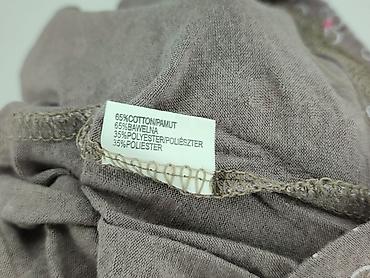 65%COTTON/PAMUT
65%BAWEŁNA
35%POLYESTER/POLIÉSZTER
35%POLIESTER